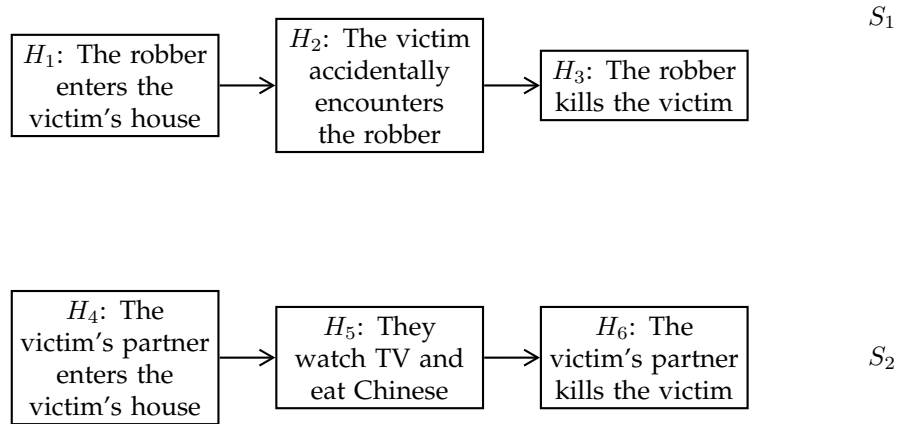 S₁
H₁: The robber
enters the
victim's house
H₂: The victim
accidentally
encounters
the robber
H₃: The robber
kills the victim
H₄: The
victim's partner
enters the
victim's house
H₅: They
watch TV and
eat Chinese
H₆: The
victim's partner
kills the victim
S₂